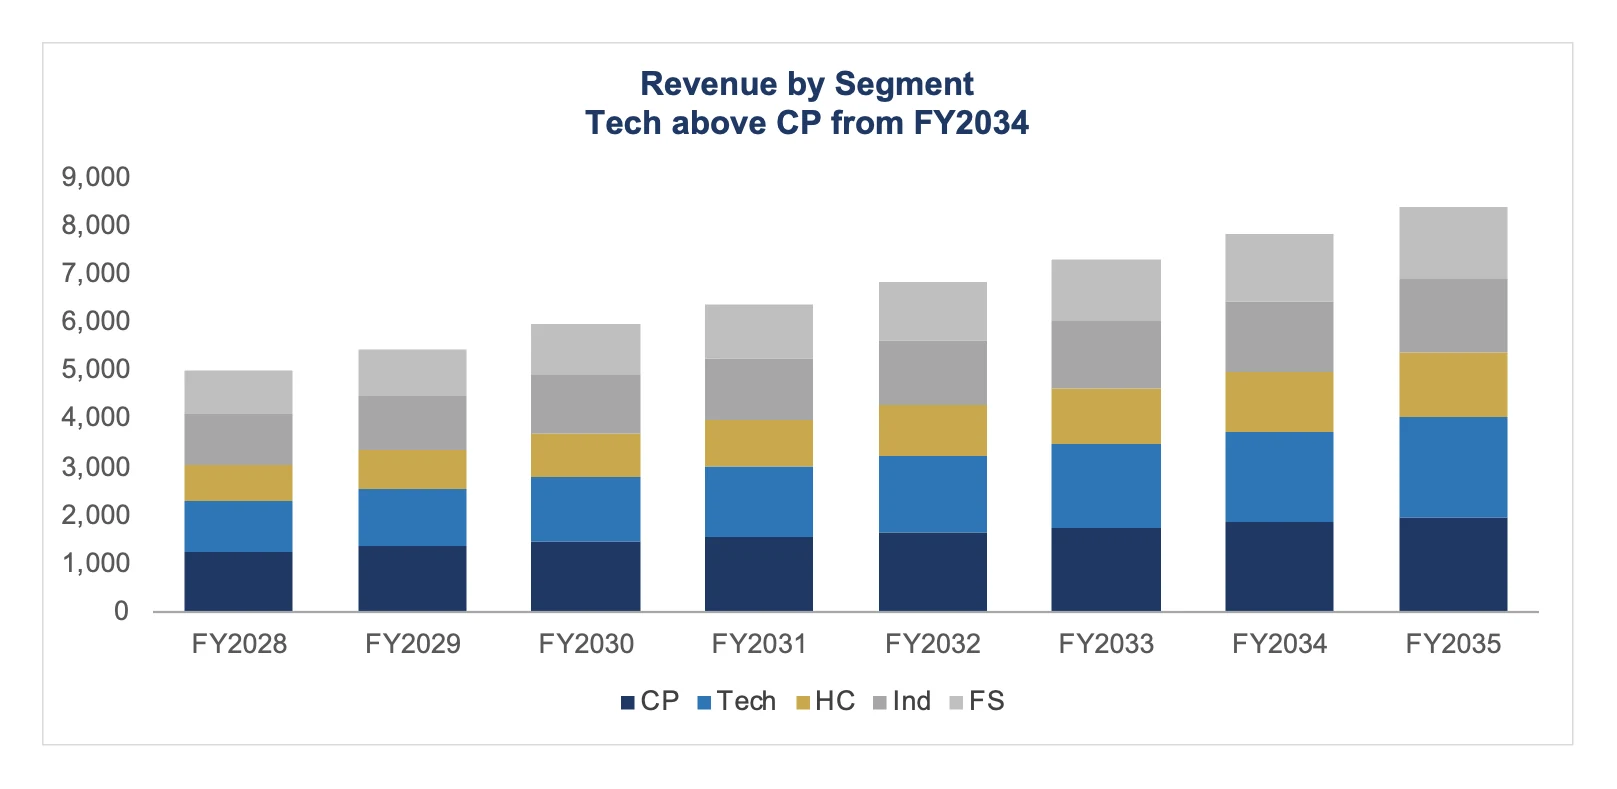 Revenue by Segment
Tech above CP from FY2034
9,000
8,000
7,000
6,000
5,000
4,000
3,000
2,000
1,000
0
FY2028 FY2029 FY2030 FY2031 FY2032 FY2033 FY2034 FY2035
CP Tech HC Ind FS